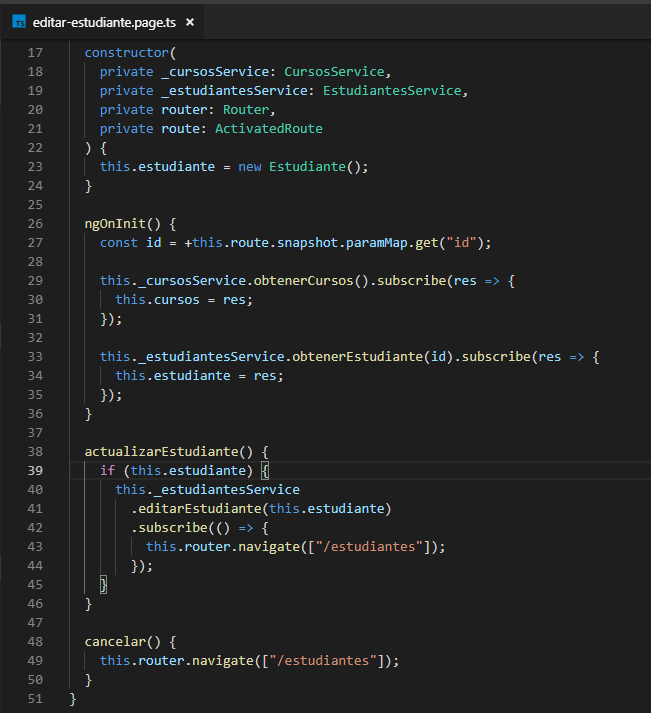 TS editar-estudiante.page.ts ×
17 constructor(
18 private _cursosService: CursosService,
19 private _estudiantesService: EstudiantesService,
20 private router: Router,
21 private route: ActivatedRoute
22 ) {
23 this.estudiante = new Estudiante();
24 }
25
26 ngOnInit() {
27 const id = +this.route.snapshot.paramMap.get("id");
28
29 this._cursosService.obtenerCursos().subscribe(res => {
30 this.cursos = res;
31 });
32
33 this._estudiantesService.obtenerEstudiante(id).subscribe(res => {
34 this.estudiante = res;
35 });
36 }
37
38 actualizarEstudiante() {
39 if (this.estudiante) {
40 this._estudiantesService
41 .editarEstudiante(this.estudiante)
42 .subscribe(() => {
43 this.router.navigate(["/estudiantes"]);
44 });
45 }
46 }
47
48 cancelar() {
49 this.router.navigate(["/estudiantes"]);
50 }
51 }